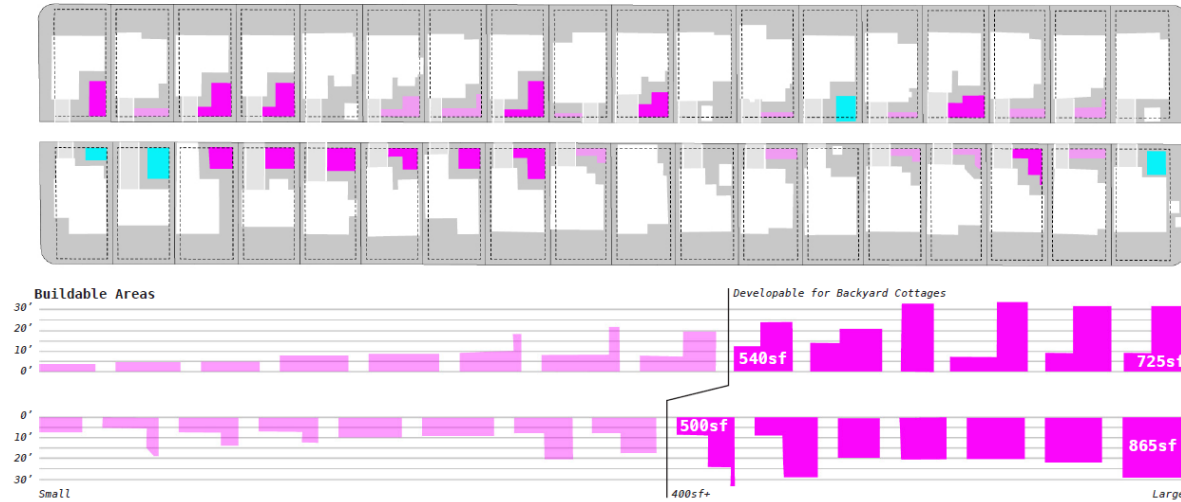 Buildable Areas
Developable for Backyard Cottages
30’
20’
10’
0’
540sf
725sf
0’
10’
20’
30’
500sf
865sf
Small
400sf+
Large